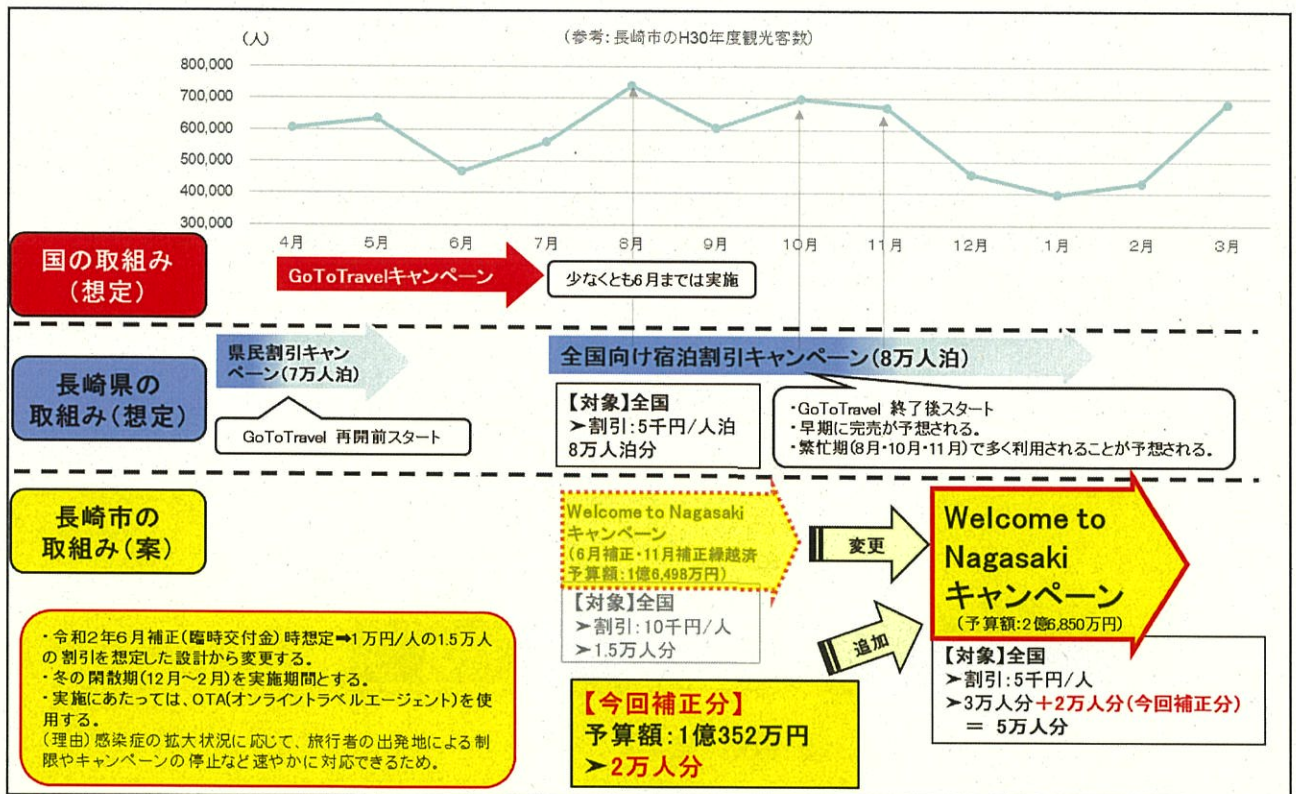 (人)
(参考:長崎市のH30年度観光客数)
800,000
700,000
600,000
500,000
400,000
300,000
4月
5月
6月
7月
8月
9月
10月
11月
12月
1月
2月
3月
国の取組み
(想定)
GoToTravelキャンペーン
少なくとも6月までは実施
長崎県の
取組み(想定)
県民割引キャン
ペーン(7万人泊)
GoToTravel 再開前スタート
全国向け宿泊割引キャンペーン(8万人泊)
【対象】全国
➤割引:5千円/人泊
8万人泊分
・GoToTravel 終了後スタート
・早期に完売が予想される。
・繁忙期(8月・10月・11月)で多く利用されることが予想される。
長崎市の
取組み(案)
Welcome to Nagasaki
キャンペーン
(6月補正・11月補正繰越済
予算額:1億6,498万円)
【対象】全国
➤割引:10千円/人
➤1.5万人分
変更
追加
Welcome to
Nagasaki
キャンペーン
(予算額:2億6,850万円)
【対象】全国
➤割引:5千円/人
➤3万人分+2万人分(今回補正分)
= 5万人分
【今回補正分】
予算額:1億352万円
➤2万人分
・令和2年6月補正(臨時交付金)時想定➡1万円/人の1.5万人
の割引を想定した設計から変更する。
・冬の閑散期(12月~2月)を実施期間とする。
・実施にあたっては、OTA(オンライントラベルエージェント)を使
用する。
(理由)感染症の拡大状況に応じて、旅行者の出発地による制
限やキャンペーンの停止など速やかに対応できるため。